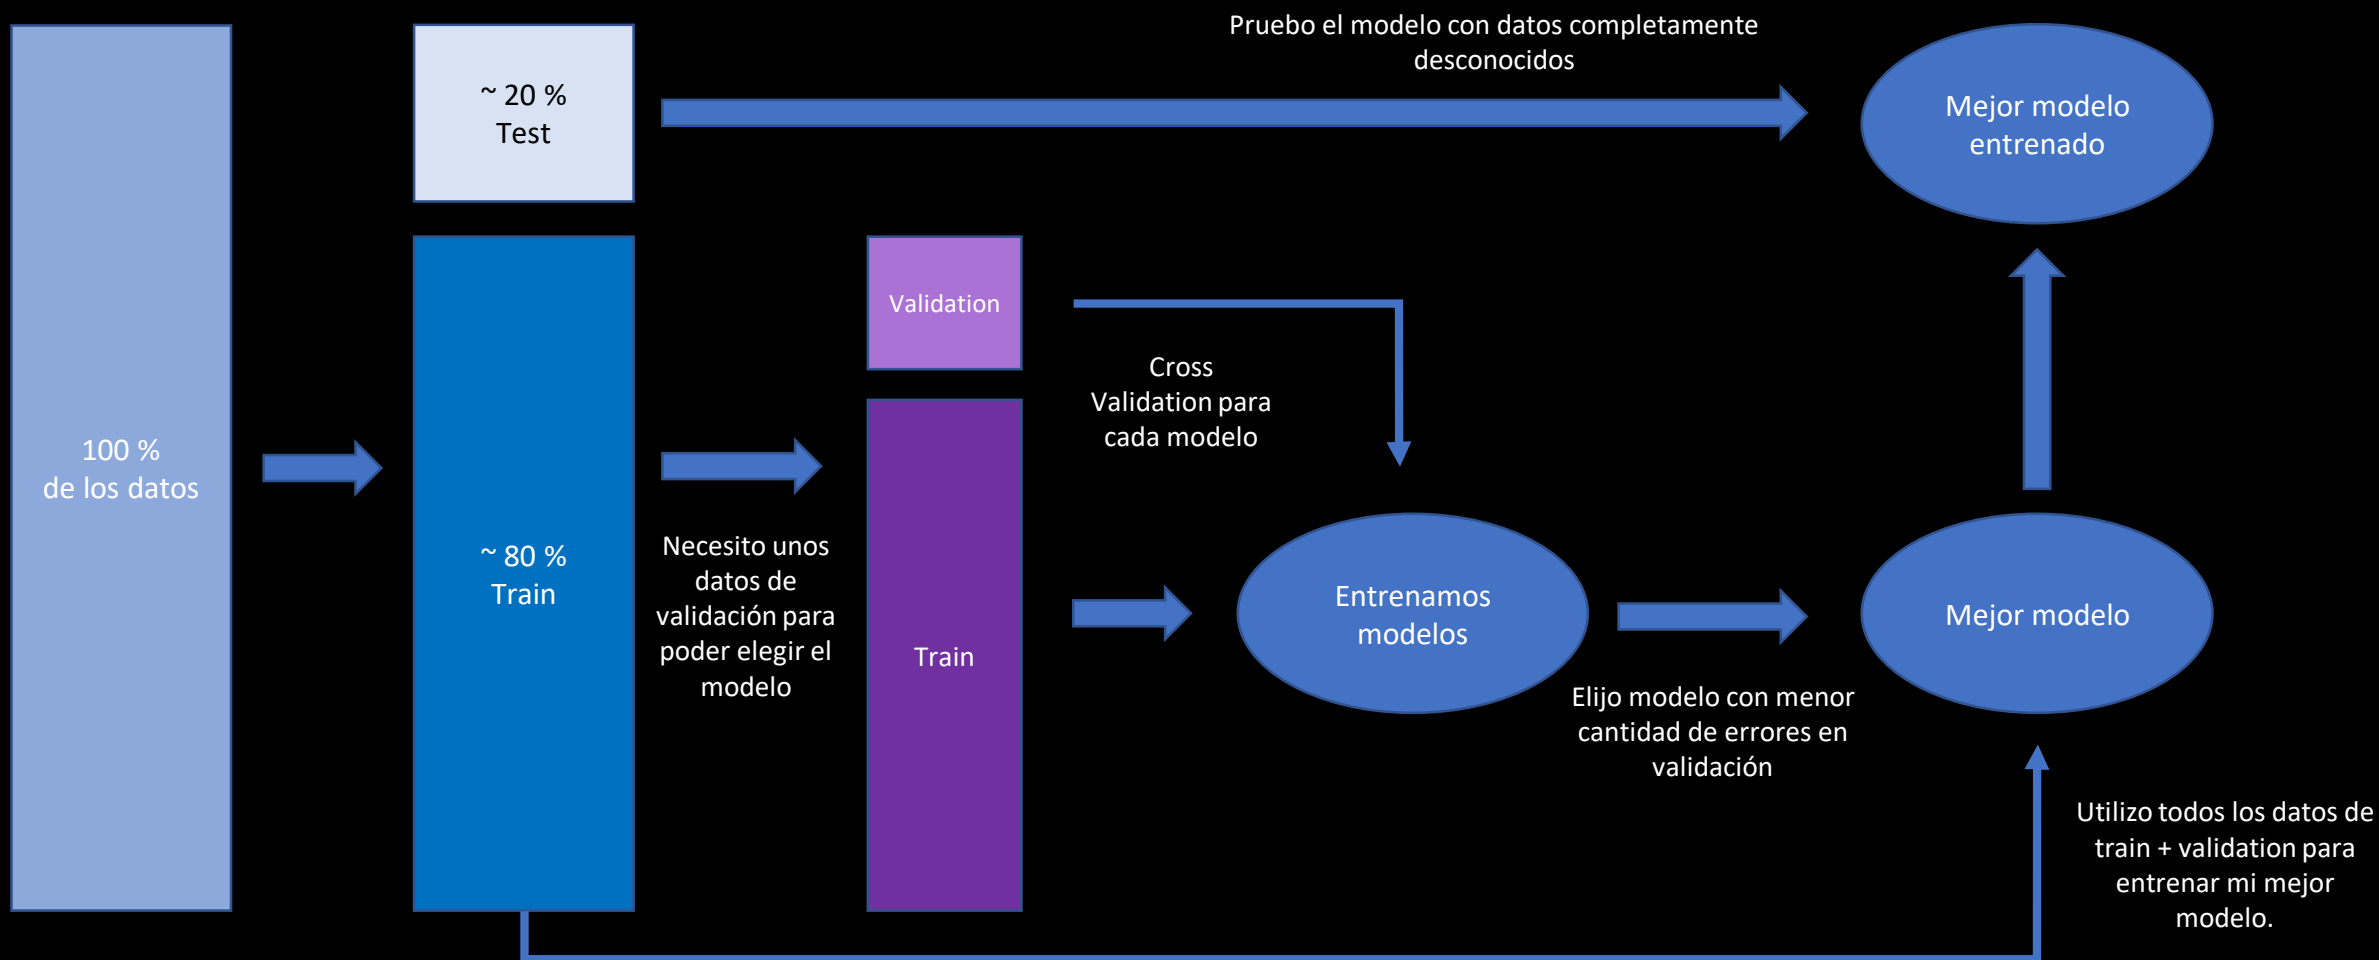 Pruebo el modelo con datos completamente
desconocidos
~ 20 %
Test
Mejor modelo
entrenado
Validation
Cross
Validation para
cada modelo
100 %
de los datos
~ 80 %
Train
Necesito unos
datos de
validación para
poder elegir el
modelo
Train
Entrenamos
modelos
Mejor modelo
Elijo modelo con menor
cantidad de errores en
validación
Utilizo todos los datos de
train + validation para
entrenar mi mejor
modelo.